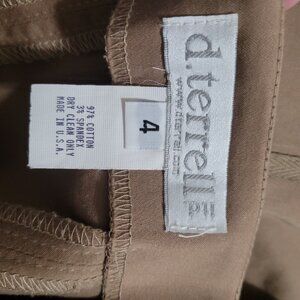 d.terrell
www.dterrell.com
4
97% COTTON
3% SPANDEX
DRY CLEAN ONLY
MADE IN U.S.A.